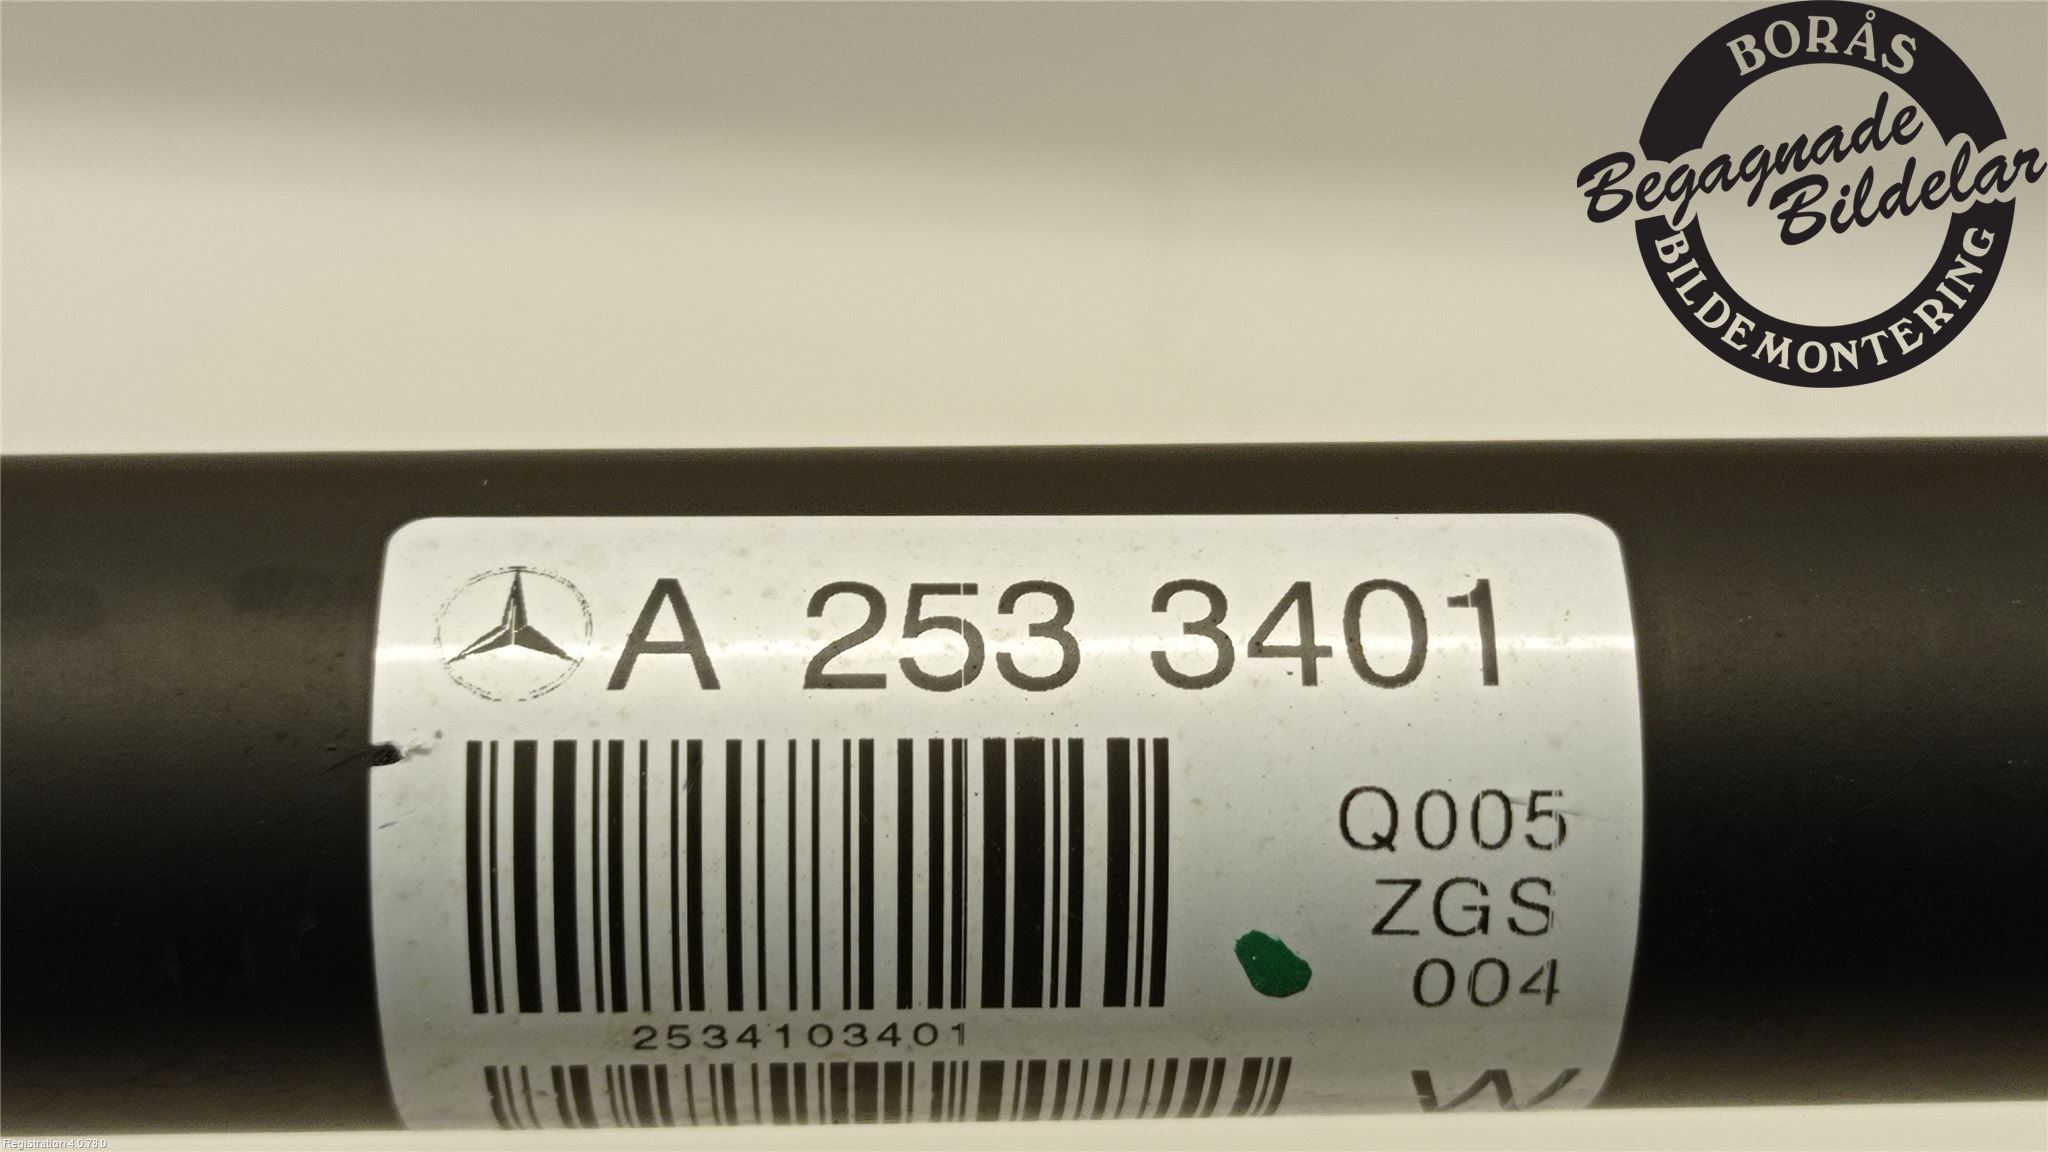 BORÅS
Begagnade
Bildelar
BILDEMONTERING
A 253 3401
Q005
ZGS
004
2534103401
W
Registration 4.0.78.0